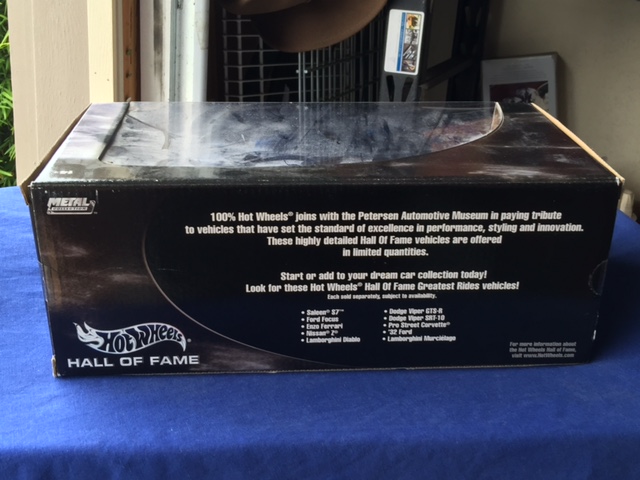 METAL
COLLECTION
100% Hot Wheels® joins with the Petersen Automotive Museum in paying tribute
to vehicles that have set the standard of excellence in performance, styling and innovation.
These highly detailed Hall Of Fame vehicles are offered
in limited quantities.
Start or add to your dream car collection today!
Look for these Hot Wheels® Hall Of Fame Greatest Rides vehicles!
Each sold separately, subject to availability.
• Saleen® S7™
• Ford Focus
• Enzo Ferrari
• Nissan® Z®
• Lamborghini Diablo
• Dodge Viper GTS-R
• Dodge Viper SRT-10
• Pro Street Corvette®
• '32 Ford
• Lamborghini Murciélago
Hot Wheels®
HALL OF FAME
For more information about
the Hot Wheels Hall of Fame,
visit www.HotWheels.com